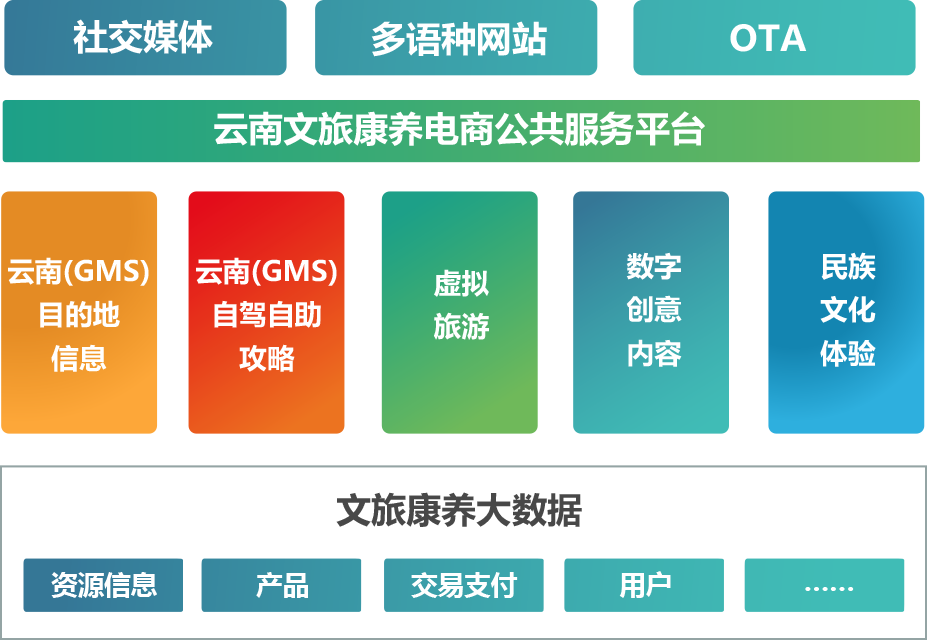 社交媒体
多语种网站
OTA
云南文旅康养电商公共服务平台
云南(GMS)
目的地
信息
云南(GMS)
自驾自助
攻略
虚拟
旅游
数字
创意
内容
民族
文化
体验
文旅康养大数据
资源信息
产品
交易支付
用户
……